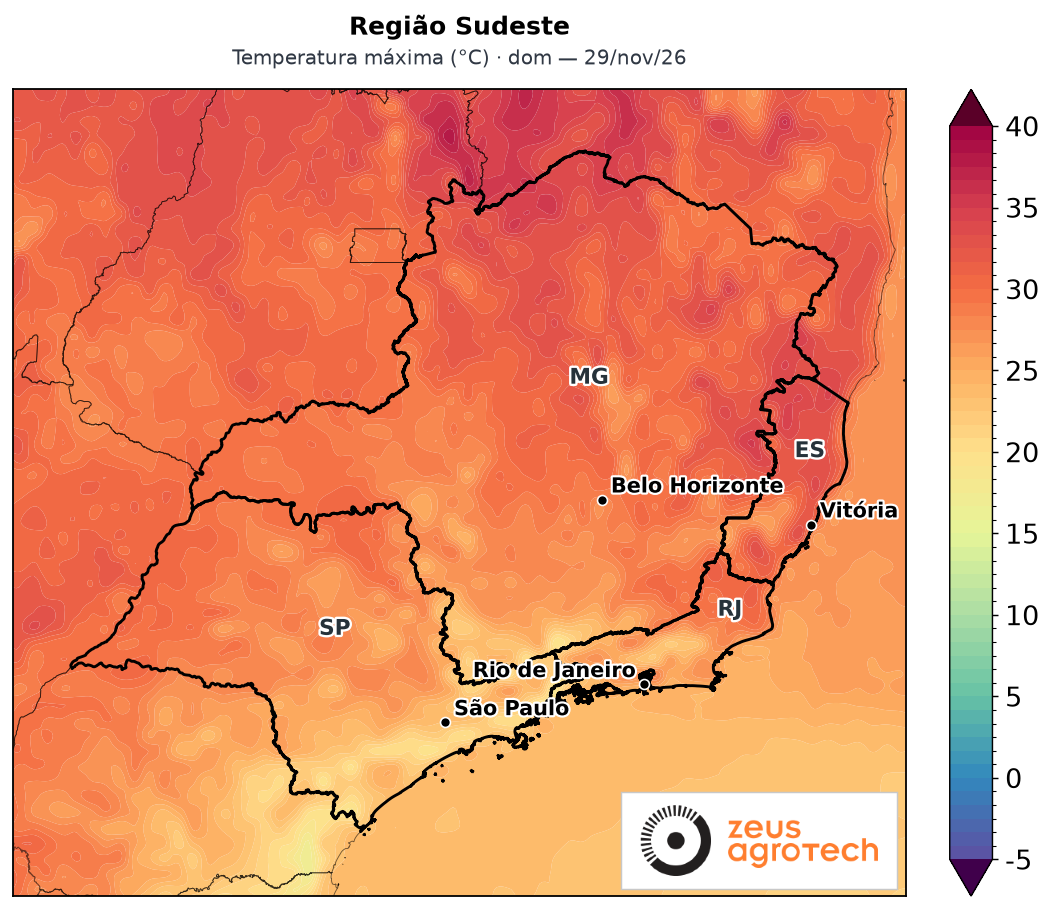 Região Sudeste
Temperatura máxima (°C) · dom — 29/nov/26
40
35
30
25
20
15
10
5
0
-5
MG
ES
Belo Horizonte
Vitória
RJ
SP
Rio de Janeiro
São Paulo
zeus
agrotech